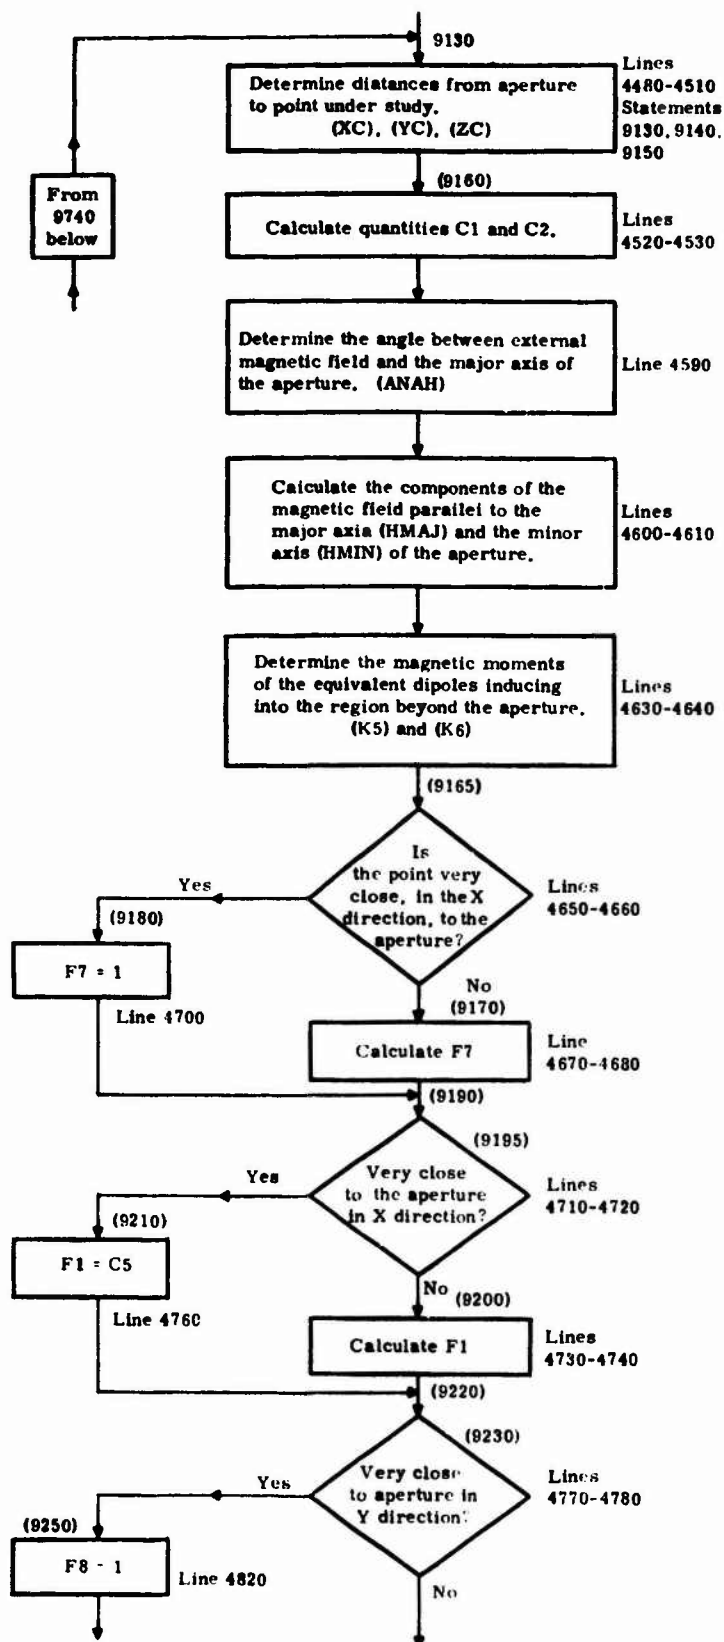 9130
Determine diatances from aperture
to point under study.
(XC), (YC), (ZC)
Lines
4480-4510
Statements
9130, 9140,
9150
From
9740
below
(9160)
Calculate quantities C1 and C2.
Lines
4520-4530
Determine the angle between external
magnetic field and the major axis of
the aperture. (ANAH)
Line 4590
Calculate the components of the
magnetic field parallel to the
major axia (HMAJ) and the minor
axis (HMIN) of the aperture.
Lines
4600-4610
Determine the magnetic moments
of the equivalent dipoles inducing
into the region beyond the aperture.
(K5) and (K6)
Lines
4630-4640
(9165)
Is
the point very
close, in the X
direction, to the
aperture?
Lines
4650-4660
Yes
(9180)
F7 = 1
Line 4700
No
(9170)
Calculate F7
Line
4670-4680
(9190)
(9195)
Very close
to the aperture
in X direction?
Lines
4710-4720
Yes
(9210)
F1 = C5
Line 4760
No
(9200)
Calculate F1
Lines
4730-4740
(9220)
(9230)
Very close
to aperture in
Y direction?
Lines
4770-4780
Yes
(9250)
F8 - 1
Line 4820
No